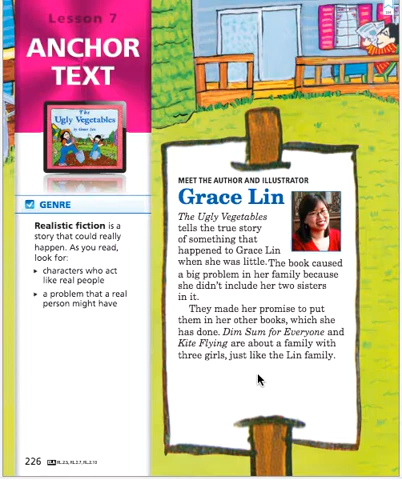 Lesson 7
ANCHOR
TEXT
The
Ugly Vegetables
by Grace Lin
GENRE
Realistic fiction is a
story that could really
happen. As you read,
look for:
▸ characters who act
like real people
▸ a problem that a real
person might have
MEET THE AUTHOR AND ILLUSTRATOR
Grace Lin
The Ugly Vegetables
tells the true story
of something that
happened to Grace Lin
when she was little. The book caused
a big problem in her family because
she didn't include her two sisters
in it.
They made her promise to put
them in her other books, which she
has done. Dim Sum for Everyone and
Kite Flying are about a family with
three girls, just like the Lin family.
226